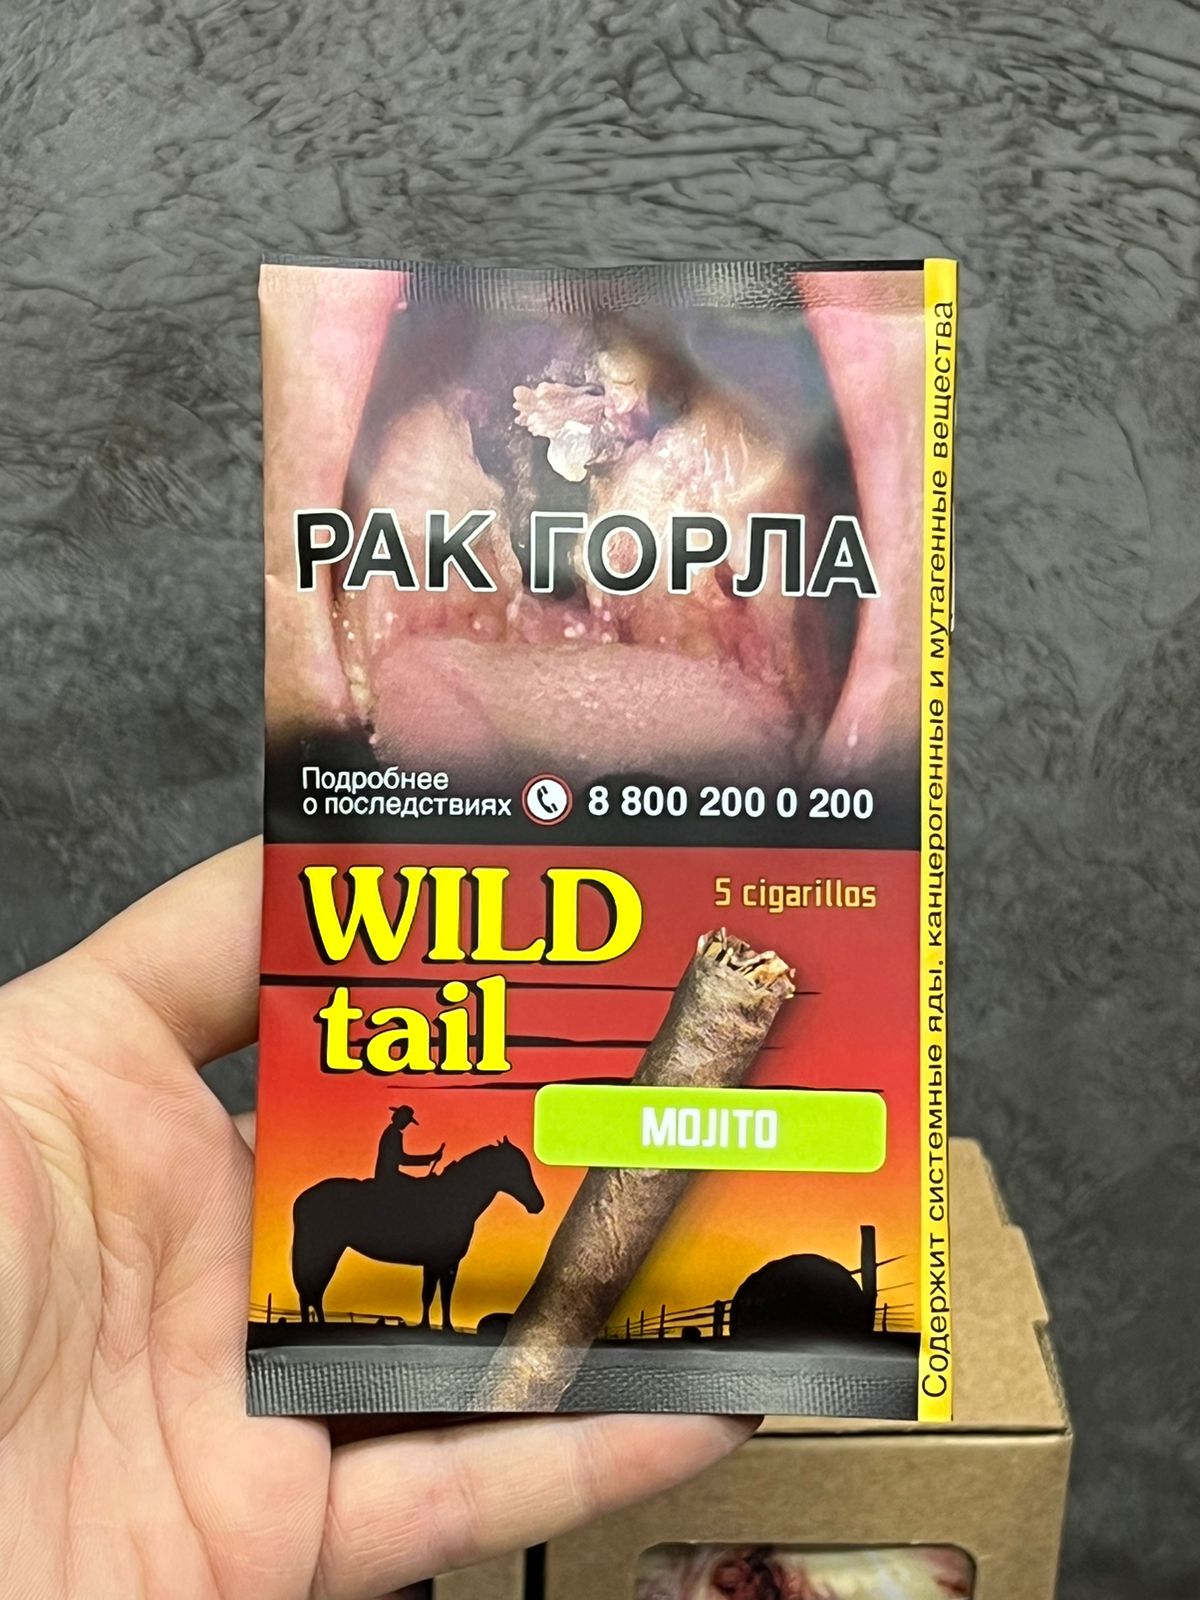 РАК ГОРЛА
Подробнее
о последствиях
8 800 200 0 200
WILD
tail
5 cigarillos
MOJITO
Содержит системные яды, канцерогенные и мутагенные вещества